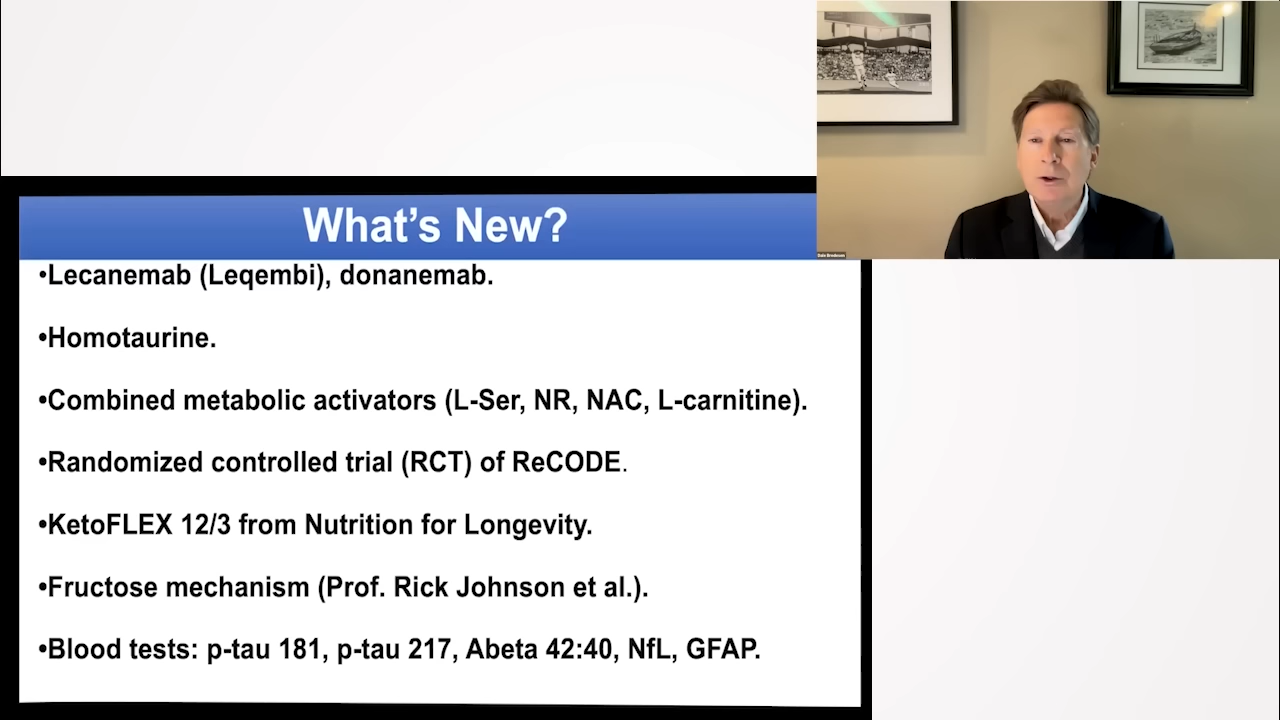 What's New?
•Lecanemab (Leqembi), donanemab.
•Homotaurine.
•Combined metabolic activators (L-Ser, NR, NAC, L-carnitine).
•Randomized controlled trial (RCT) of ReCODE.
•KetoFLEX 12/3 from Nutrition for Longevity.
•Fructose mechanism (Prof. Rick Johnson et al.).
•Blood tests: p-tau 181, p-tau 217, Abeta 42:40, NfL, GFAP.
Dale Bredesen